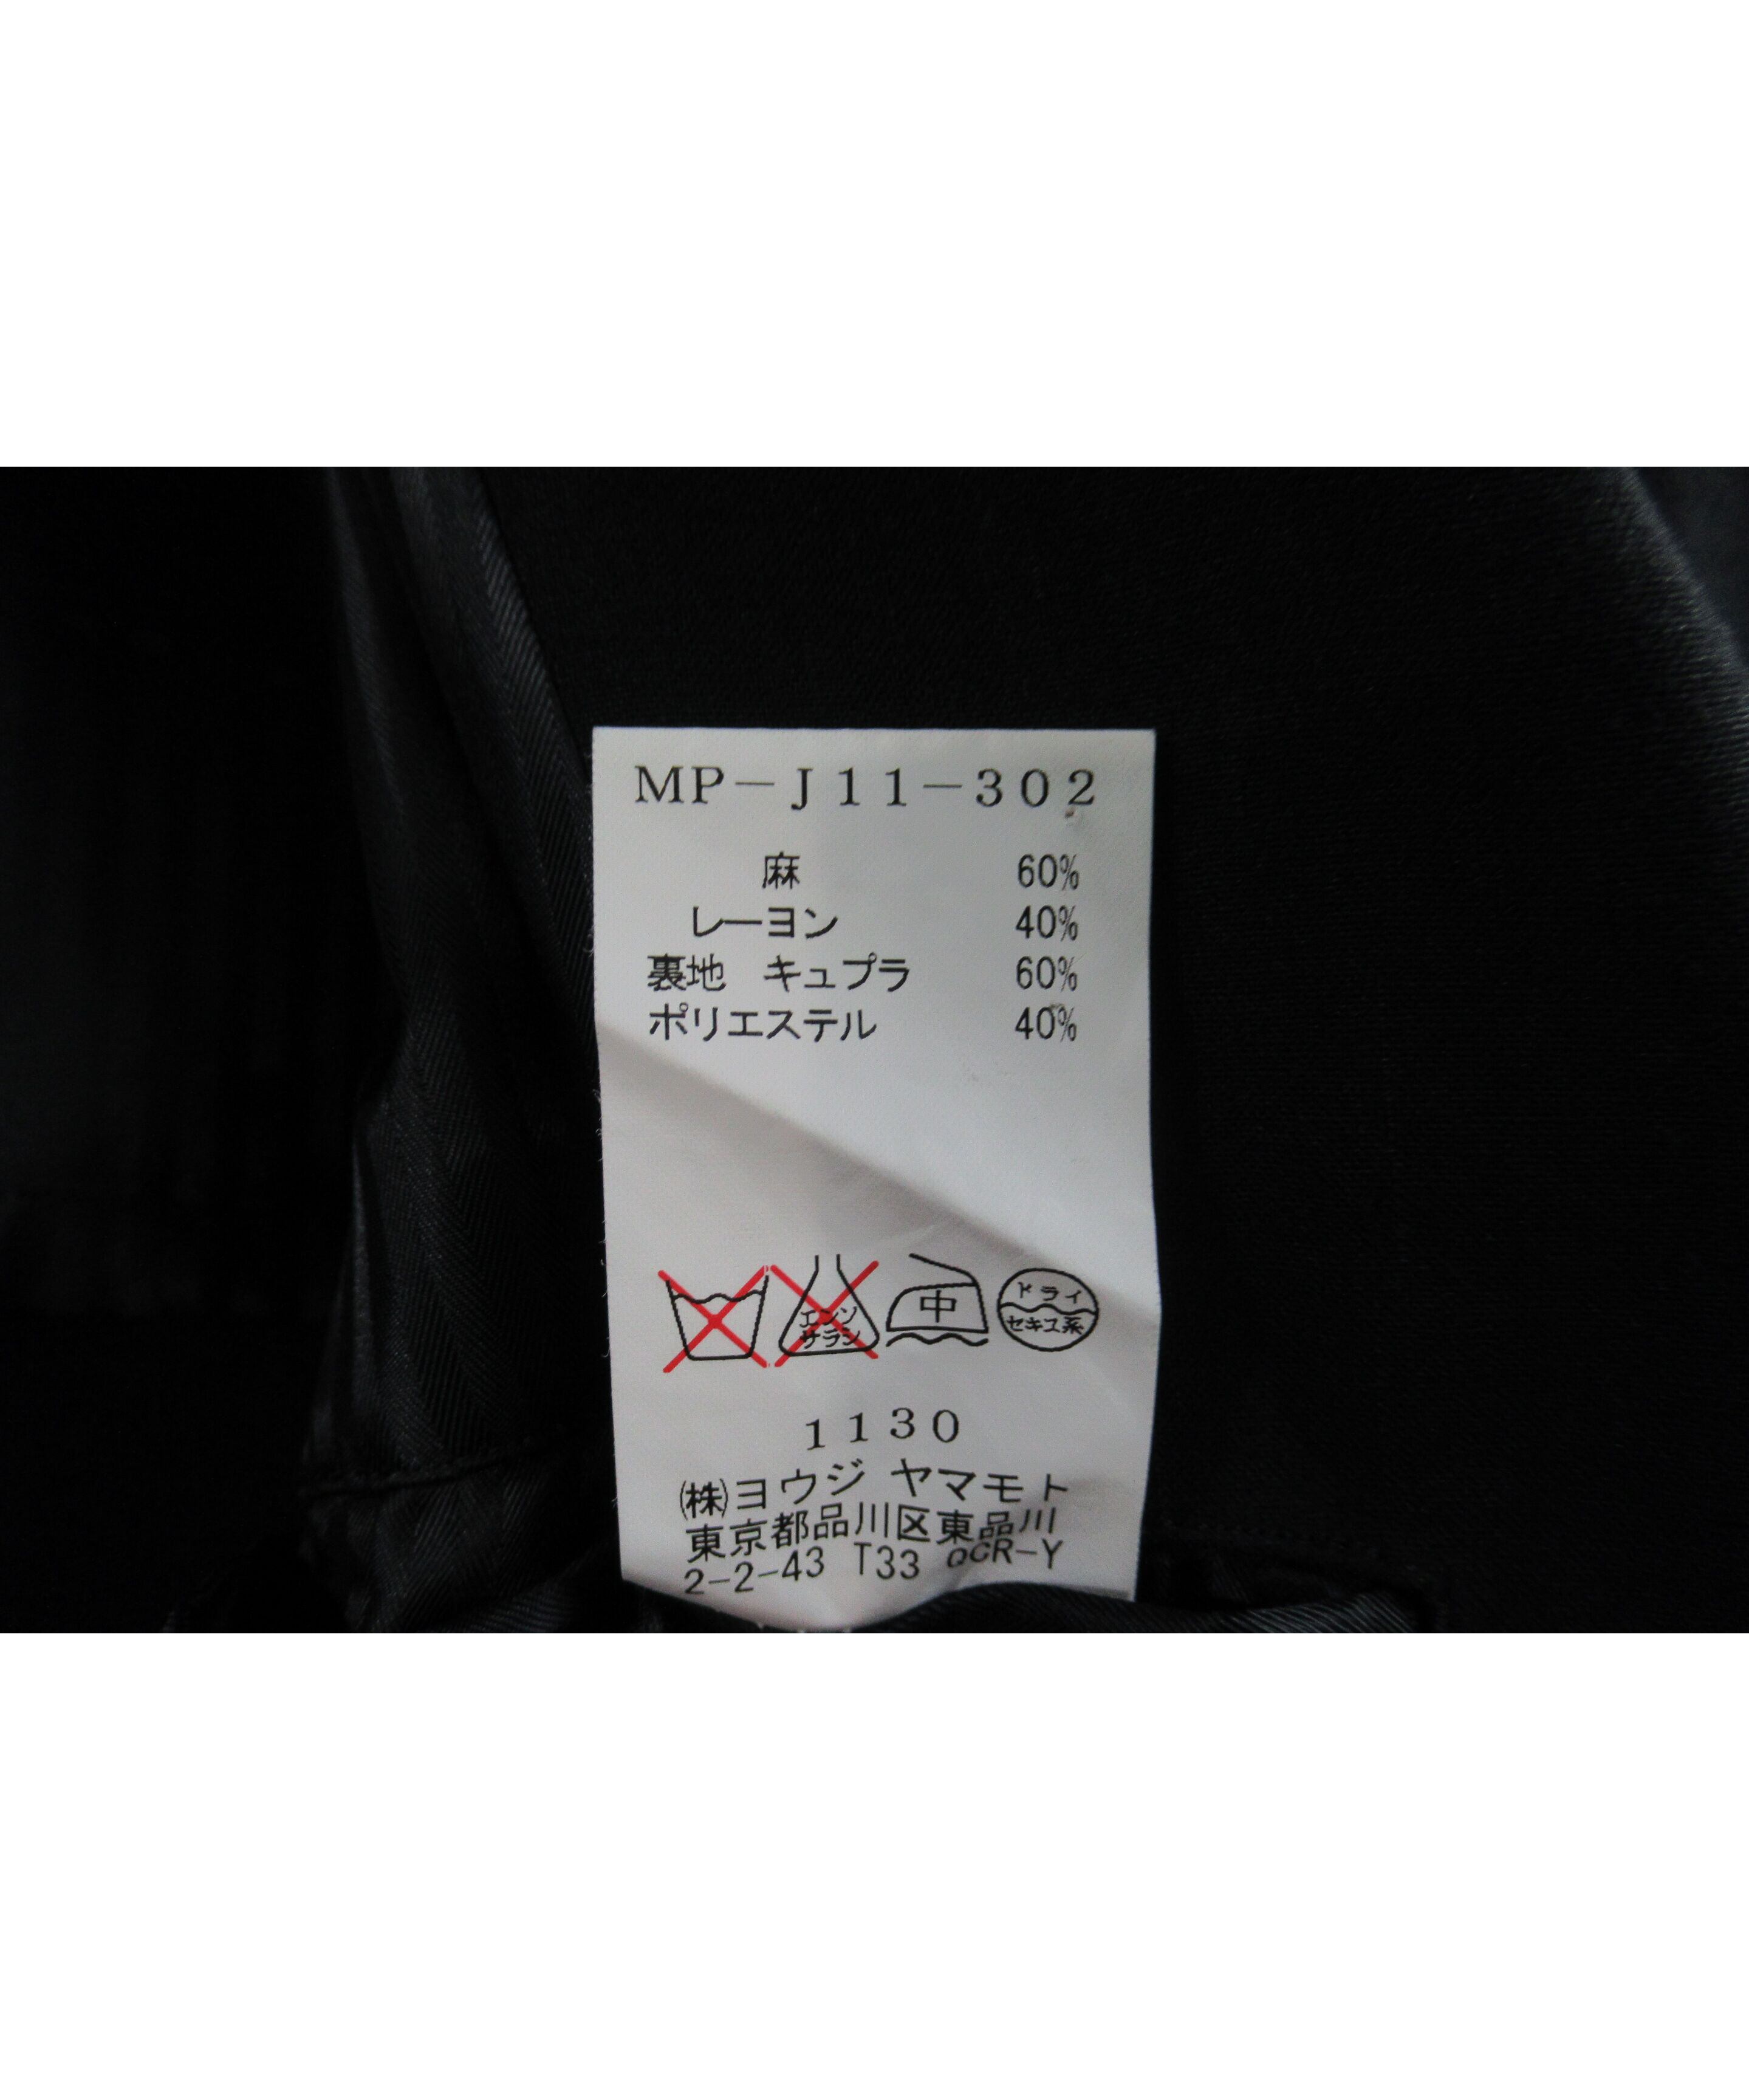 MP-J11-302
麻 60%
レーヨン 40%
裏地 キュプラ 60%
ポリエステル 40%
エンソ
サラシ
中
ドライ
セキユ系
1130
㈱ヨウジ ヤマモト
東京都品川区東品川
2-2-43 T33 QCR-Y